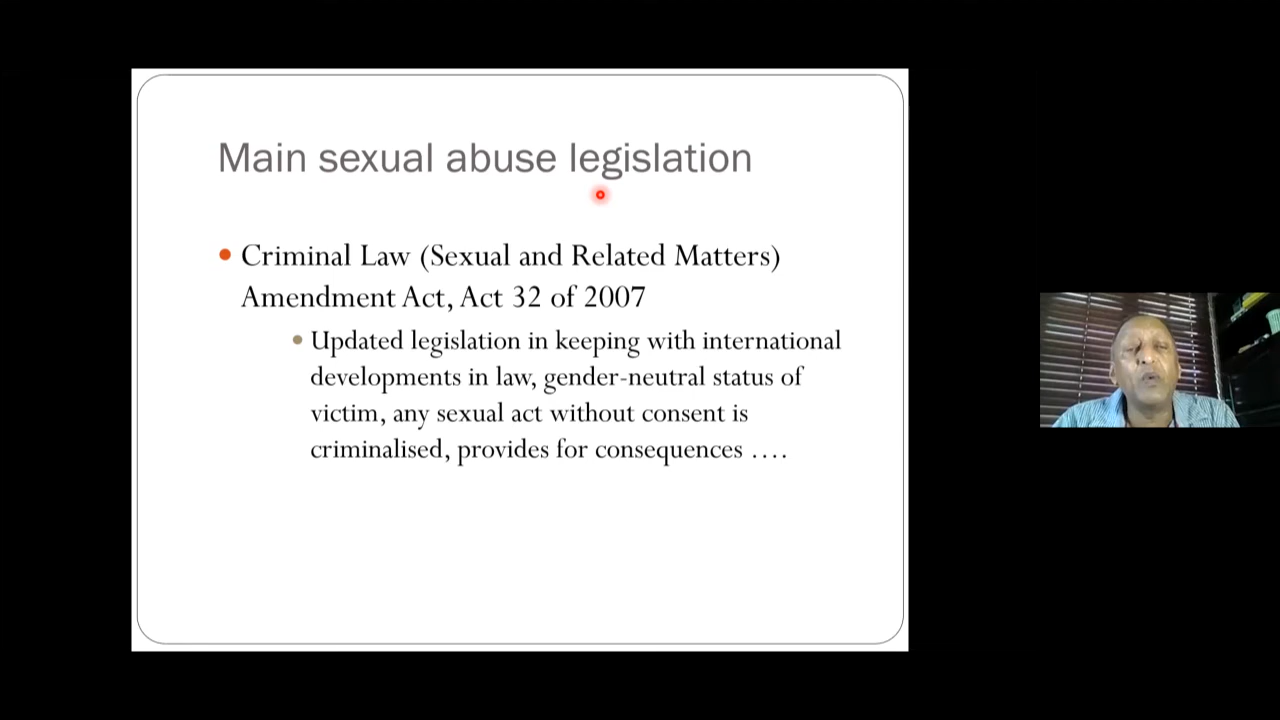 Main sexual abuse legislation
Criminal Law (Sexual and Related Matters)
Amendment Act, Act 32 of 2007
Updated legislation in keeping with international
developments in law, gender-neutral status of
victim, any sexual act without consent is
criminalised, provides for consequences ….